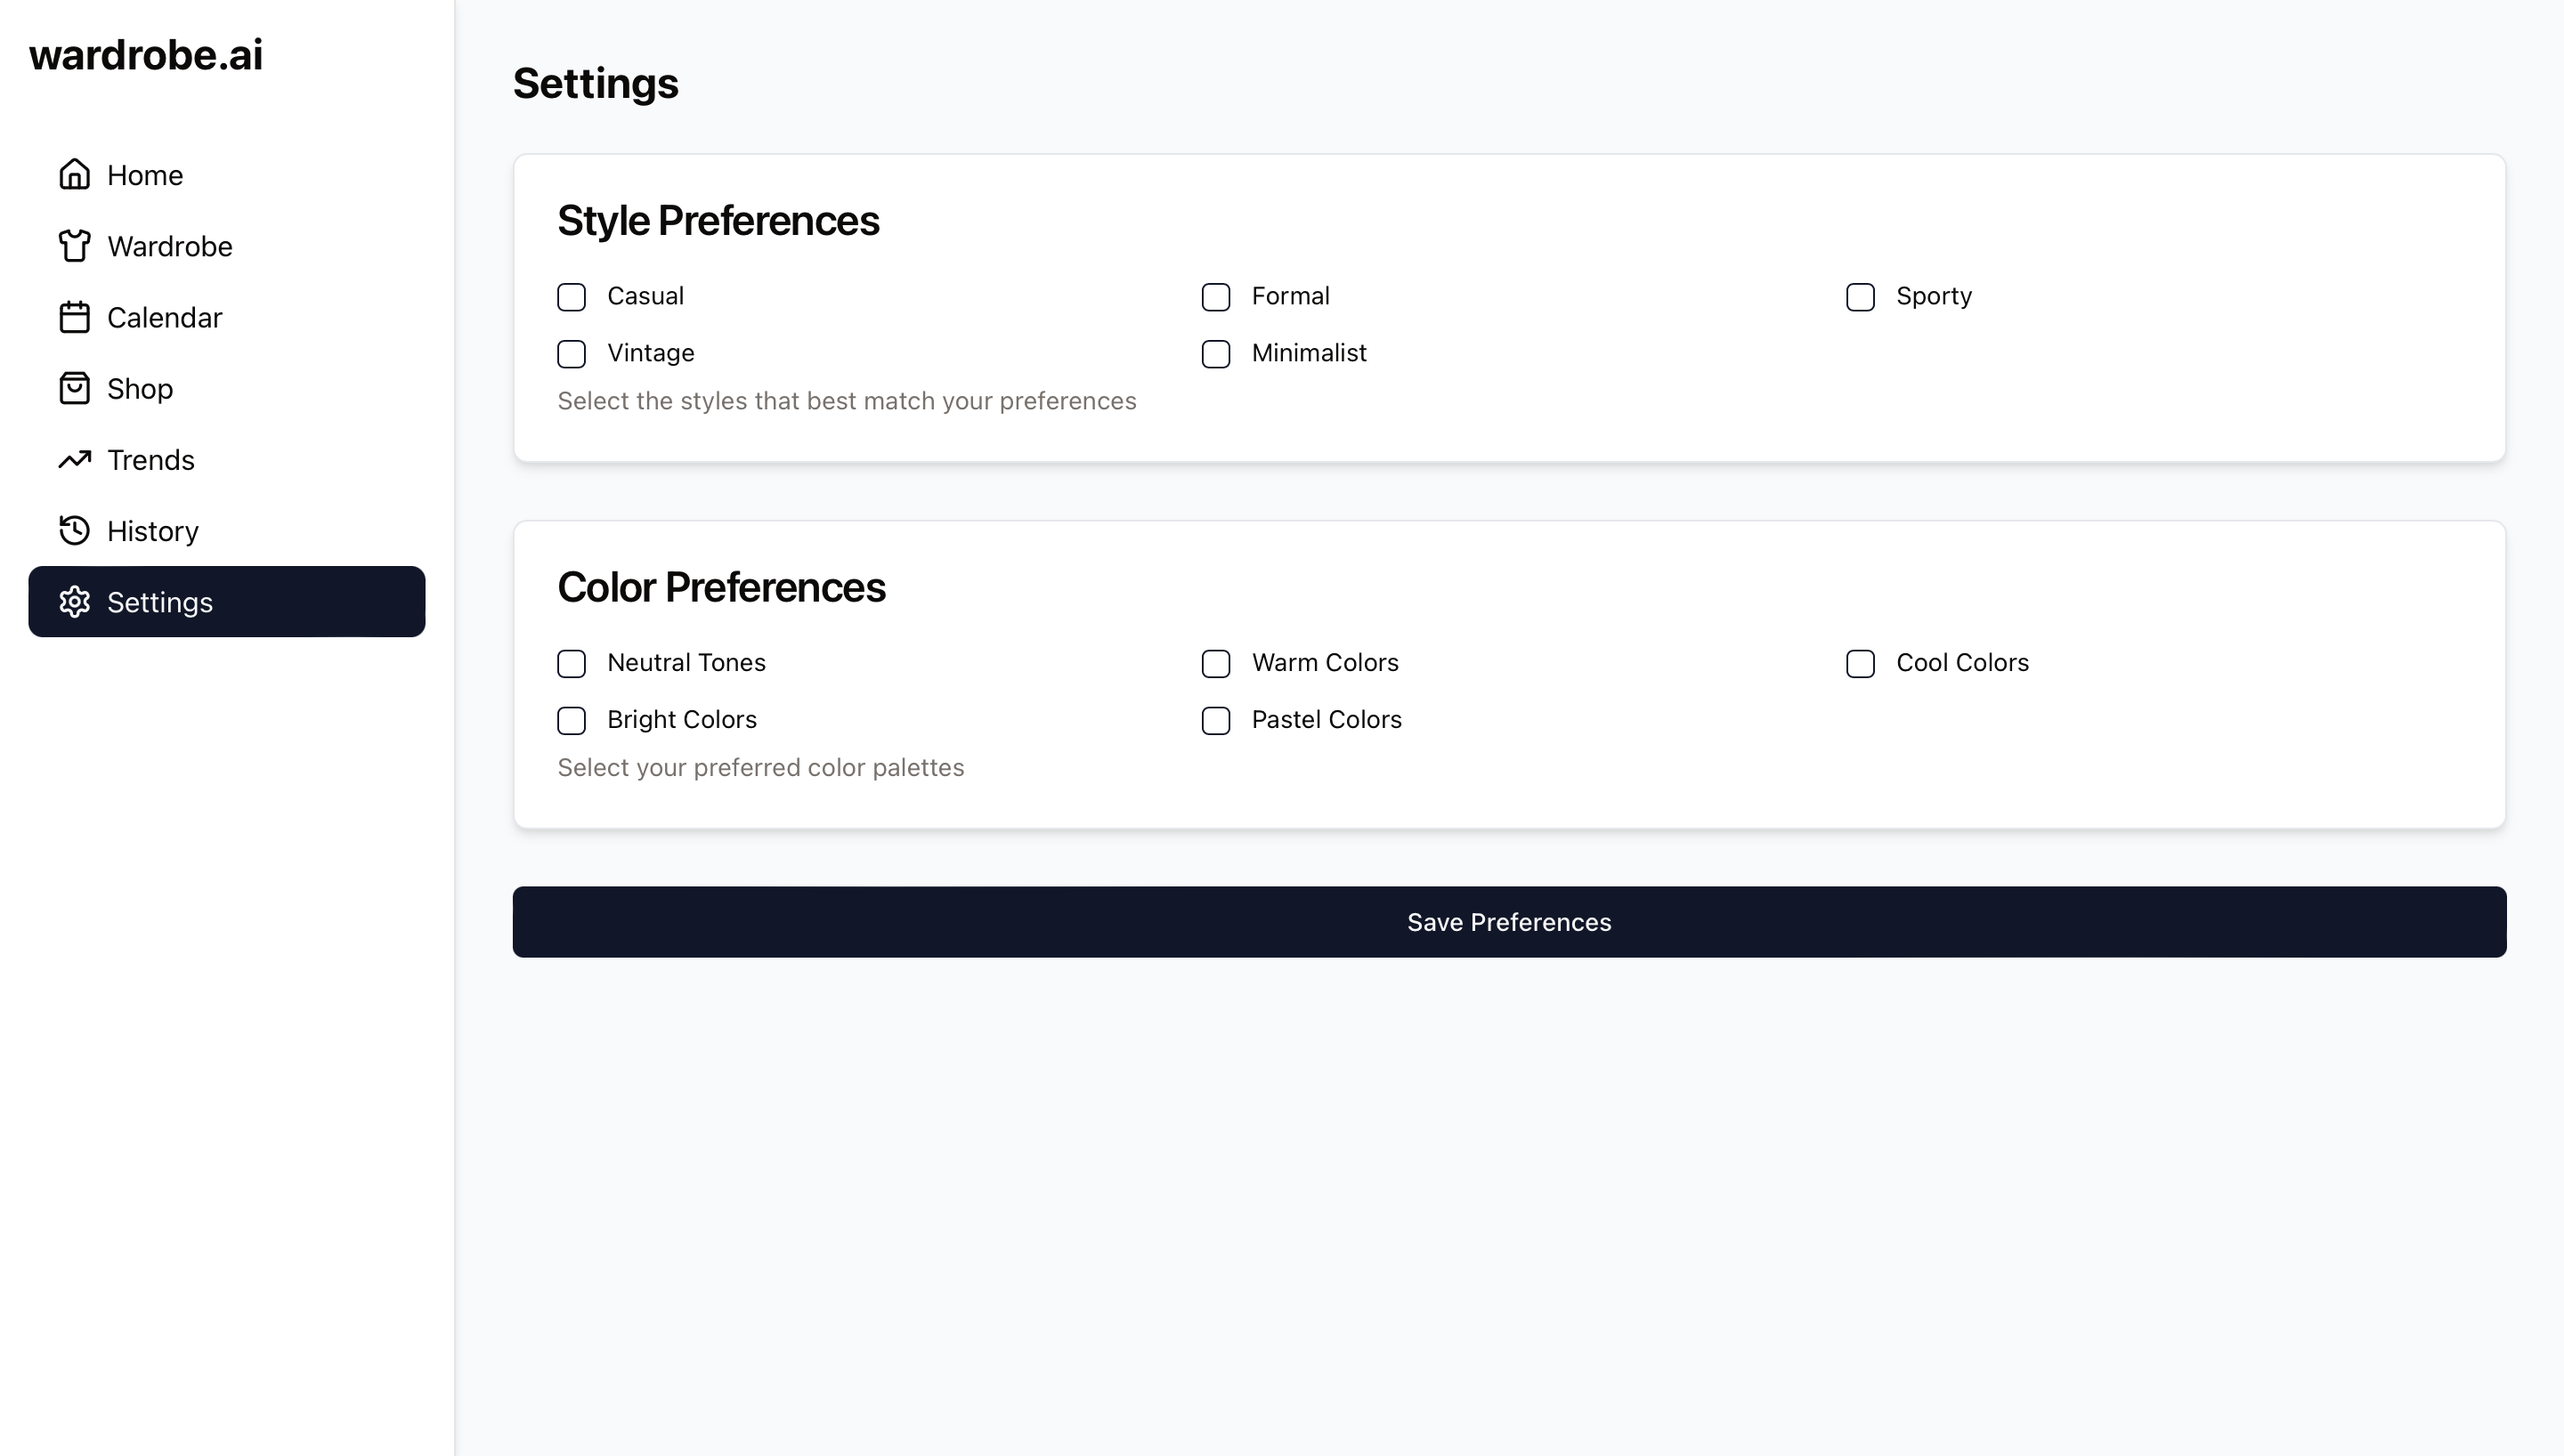 wardrobe.ai
Home
Wardrobe
Calendar
Shop
Trends
History
Settings
Settings
Style Preferences
Casual
Formal
Sporty
Vintage
Minimalist
Select the styles that best match your preferences
Color Preferences
Neutral Tones
Warm Colors
Cool Colors
Bright Colors
Pastel Colors
Select your preferred color palettes
Save Preferences